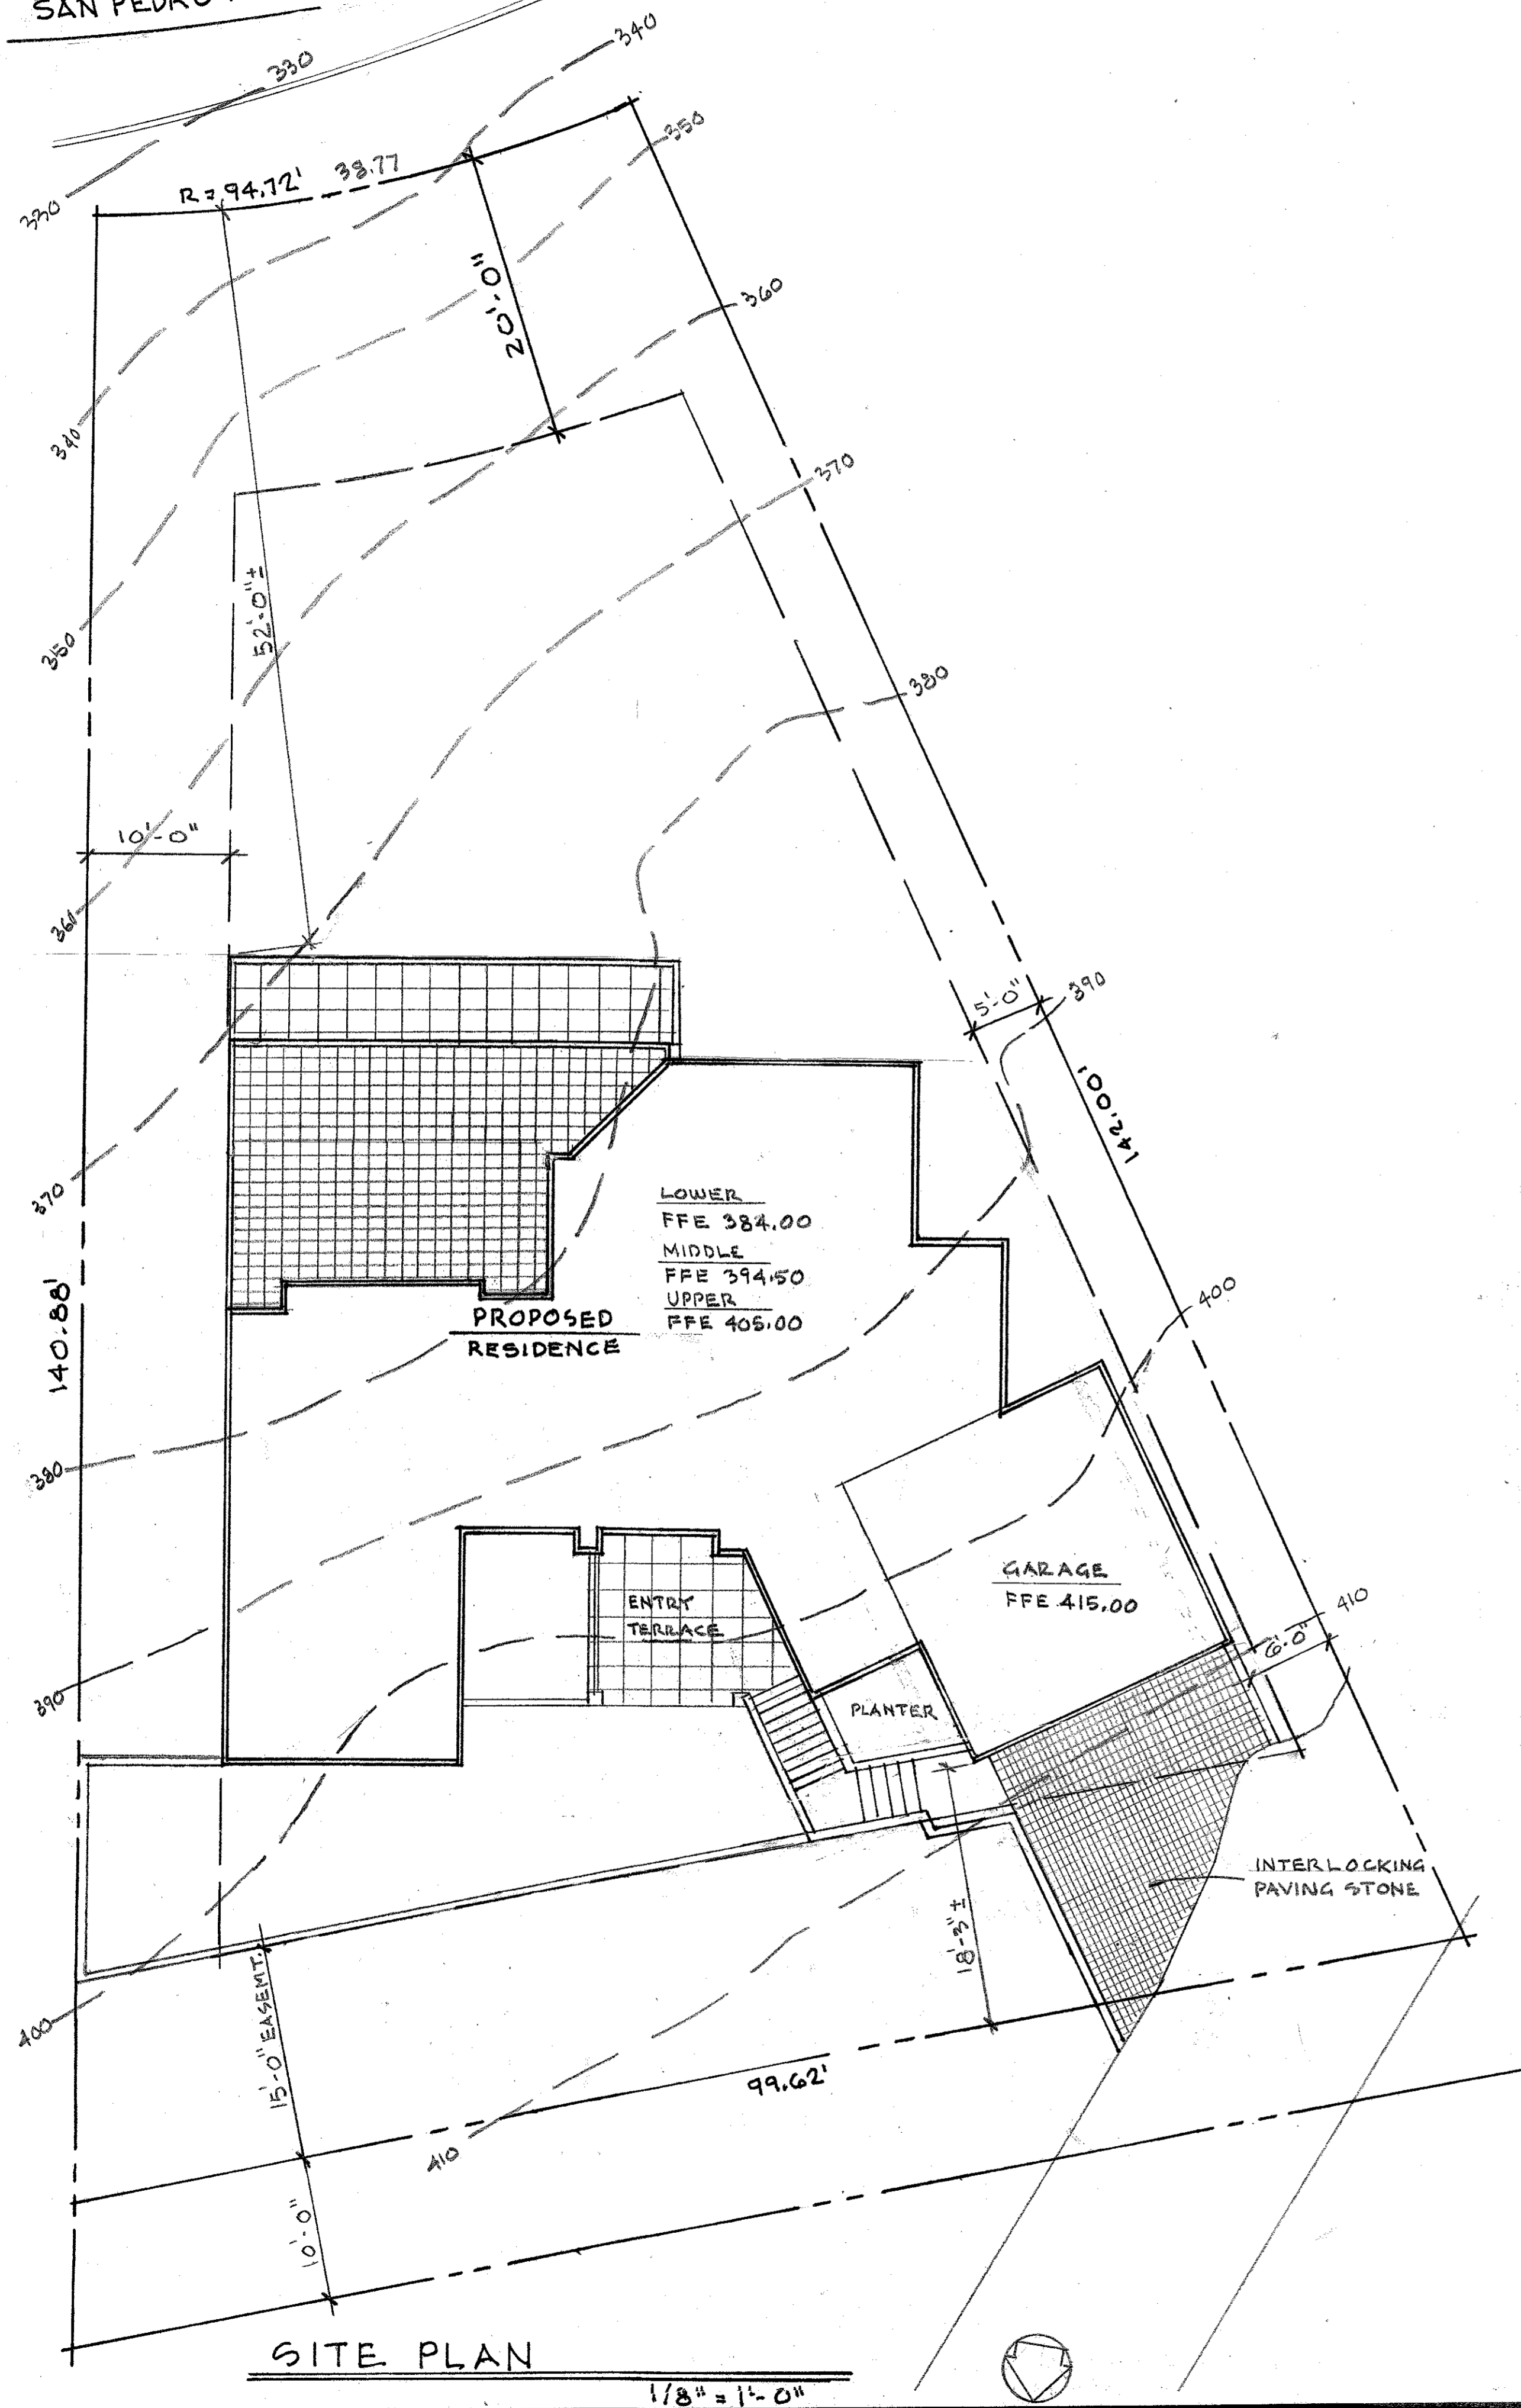 SAN PEDRO
330
340
350
330
R = 94.72' 38.77
20'-0"
360
340
370
350
52'-0"±
380
10'-0"
360
5'-0"
390
142.00'
370
LOWER
FFE 384.00
MIDDLE
FFE 394.50
UPPER
FFE 405.00
PROPOSED
RESIDENCE
400
140.88'
380
GARAGE
FFE 415.00
410
6'-0"
ENTRY
TERRACE
390
PLANTER
INTERLOCKING
PAVING STONE
18'-3"±
400
15'-0" EASEMT.
99.62'
410
10'-0"
SITE PLAN
1/8" = 1'-0"